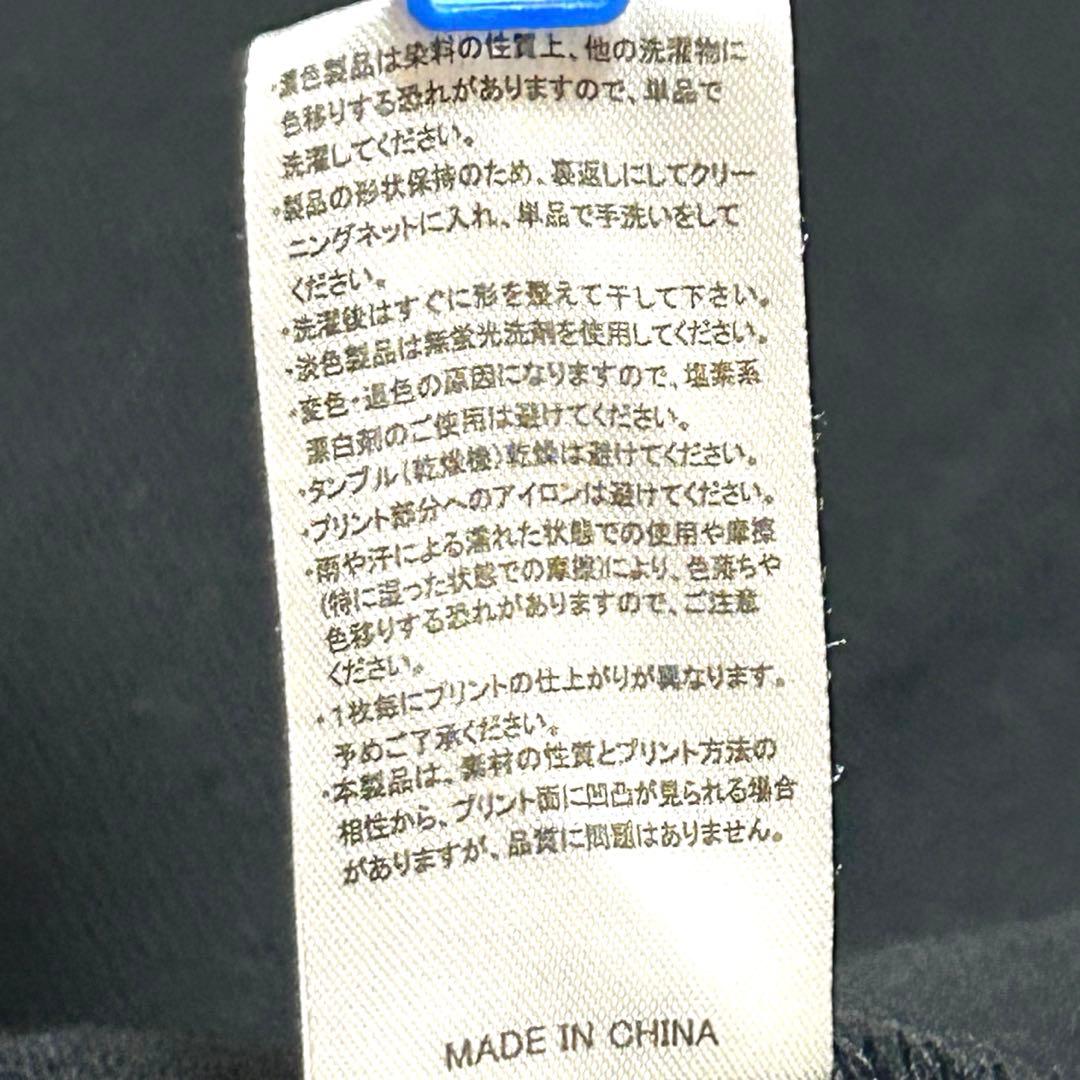 ・濃色製品は染料の性質上、他の洗濯物に
色移りする恐れがありますので、単品で
洗濯してください。
・製品の形状保持のため、裏返しにしてクリー
ニングネットに入れ、単品で手洗いをして
ください。
・洗濯後はすぐに形を整えて干して下さい。
・淡色製品は無蛍光洗剤を使用してください。
・変色・退色の原因になりますので、塩素系
漂白剤のご使用は避けてください。
・タンブル(乾燥機)乾燥は避けてください。
・プリント部分へのアイロンは避けてください。
・雨や汗による濡れた状態での使用や摩擦
(特に湿った状態での摩擦)により、色落ちや
色移りする恐れがありますので、ご注意
ください。
・1枚毎にプリントの仕上がりが異なります。
予めご了承ください。
・本製品は、素材の性質とプリント方法の
相性から、プリント面に凹凸が見られる場合
がありますが、品質に問題はありません。
MADE IN CHINA